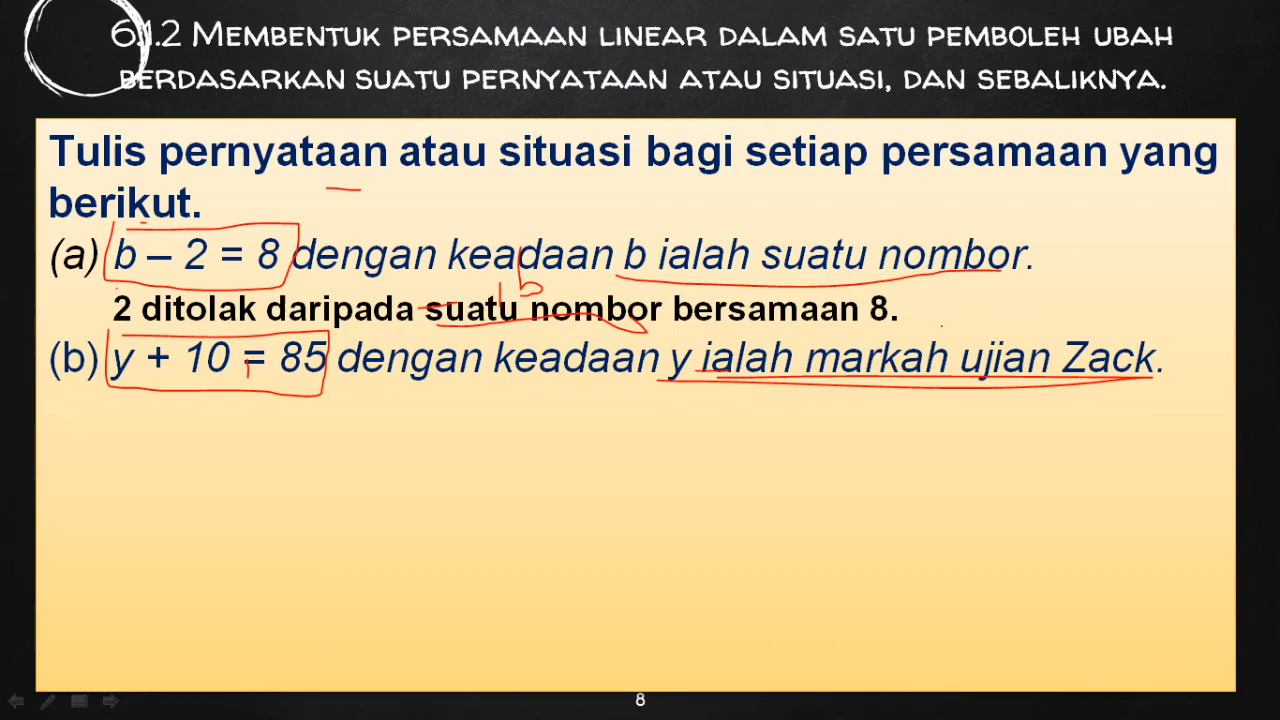 6.1.2 MEMBENTUK PERSAMAAN LINEAR DALAM SATU PEMBOLEH UBAH
BERDASARKAN SUATU PERNYATAAN ATAU SITUASI, DAN SEBALIKNYA.
Tulis pernyataan atau situasi bagi setiap persamaan yang
berikut.
(a) b – 2 = 8 dengan keadaan b ialah suatu nombor.
b
2 ditolak daripada suatu nombor bersamaan 8.
(b) y + 10 = 85 dengan keadaan y ialah markah ujian Zack.
8